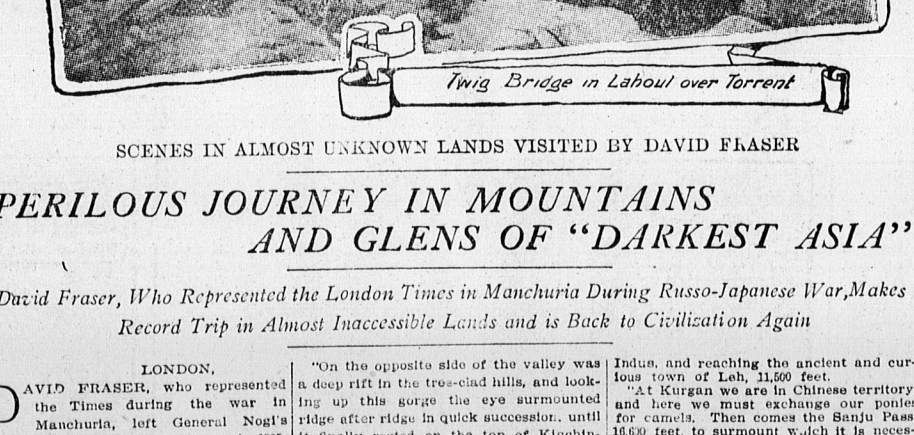 Twig Bridge in Lahoul over Torrent
SCENES IN ALMOST UNKNOWN LANDS VISITED BY DAVID FRASER
PERILOUS JOURNEY IN MOUNTAINS
AND GLENS OF "DARKEST ASIA"
David Fraser, Who Represented the London Times in Manchuria During Russo-Japanese War, Makes
Record Trip in Almost Inaccessible Lands and is Back to Civilization Again
LONDON.
DAVID FRASER, who represented
the Times during the war in
Manchuria, left General Nogi's
"On the opposite side of the valley was
a deep rift in the tree-clad hills, and look-
ing up this gorge the eye surmounted
ridge after ridge in quick succession, until
on the top of
Indus, and reaching the ancient and cur-
ious town of Leh, 11,500 feet.
"At Kurgan we are in Chinese territory
and here we must exchange our ponies
for camels. Then comes the Sanju Pass
16,600 feet, to surmount which it is neces-